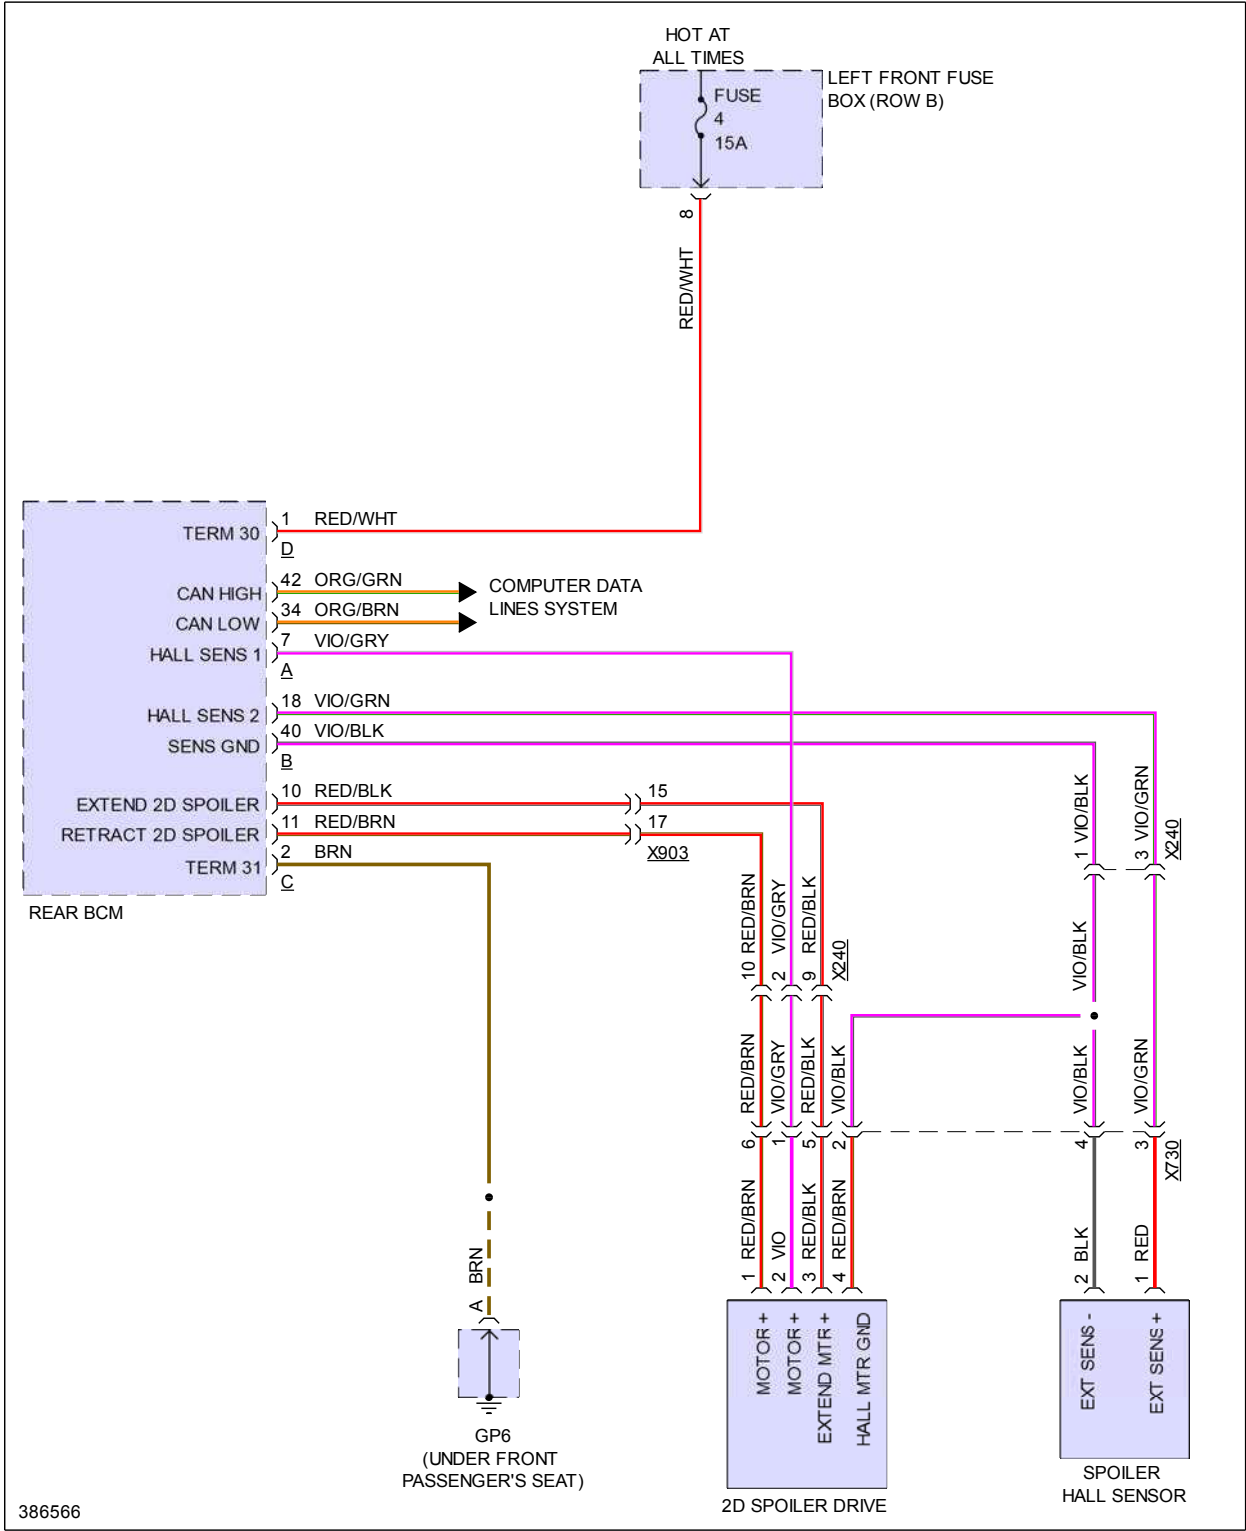 HOT AT
ALL TIMES
LEFT FRONT FUSE
BOX (ROW B)
FUSE
4
15A
8
RED/WHT
TERM 30
1 RED/WHT
D
CAN HIGH
42 ORG/GRN
COMPUTER DATA
LINES SYSTEM
CAN LOW
34 ORG/BRN
HALL SENS 1
7 VIO/GRY
A
HALL SENS 2
18 VIO/GRN
SENS GND
40 VIO/BLK
B
EXTEND 2D SPOILER
10 RED/BLK
15
RETRACT 2D SPOILER
11 RED/BRN
17
X903
TERM 31
2 BRN
C
REAR BCM
1 VIO/BLK
3 VIO/GRN
X240
10 RED/BRN
2 VIO/GRY
9 RED/BLK
X240
VIO/BLK
RED/BRN
VIO/GRY
RED/BLK
VIO/BLK
VIO/BLK
VIO/GRN
6
1
5
2
4
3
X730
1 RED/BRN
2 VIO
3 RED/BLK
4 RED/BRN
2 BLK
1 RED
A BRN
MOTOR +
MOTOR +
EXTEND MTR +
HALL MTR GND
EXT SENS -
EXT SENS +
GP6
(UNDER FRONT
PASSENGER'S SEAT)
2D SPOILER DRIVE
SPOILER
HALL SENSOR
386566